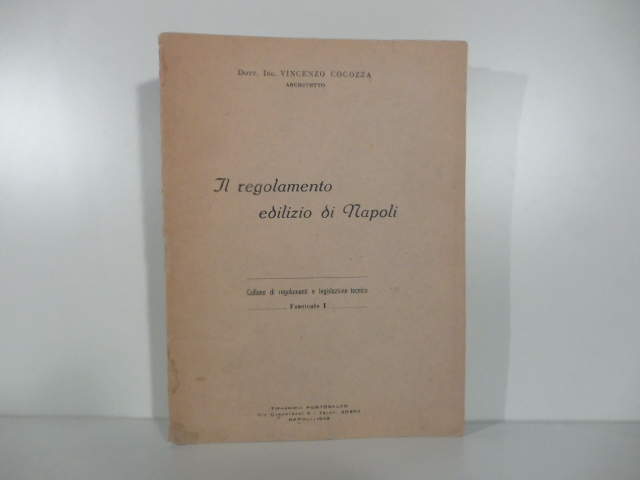 Dott. Ing. VINCENZO COCOZZA
ARCHITETTO
Il regolamento
edilizio di Napoli
Collana di regolamenti e legislazione tecnica
Fascicolo I